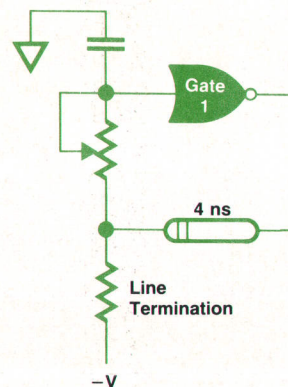 Gate
1
4 ns
Line
Termination
–V